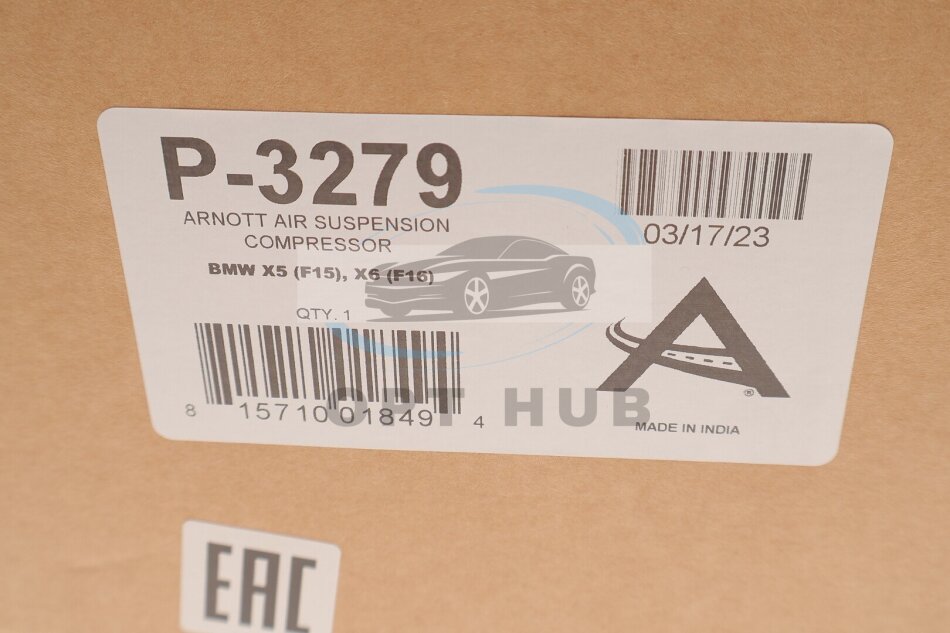 P-3279
ARNOTT AIR SUSPENSION
COMPRESSOR
BMW X5 (F15), X6 (F16)
QTY. 1
8 15710 01849 4
03/17/23
A®
MADE IN INDIA
OPT HUB
EAC